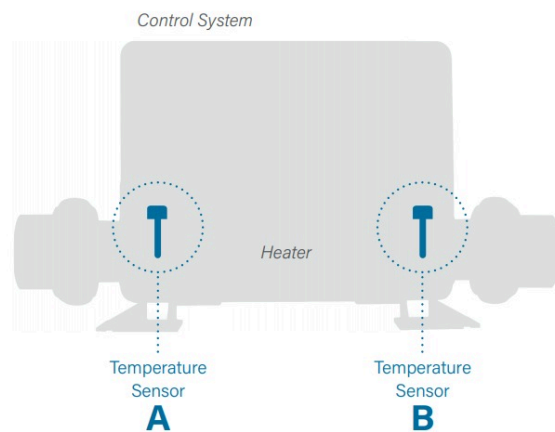 Control System
Heater
Temperature
Sensor
A
Temperature
Sensor
B